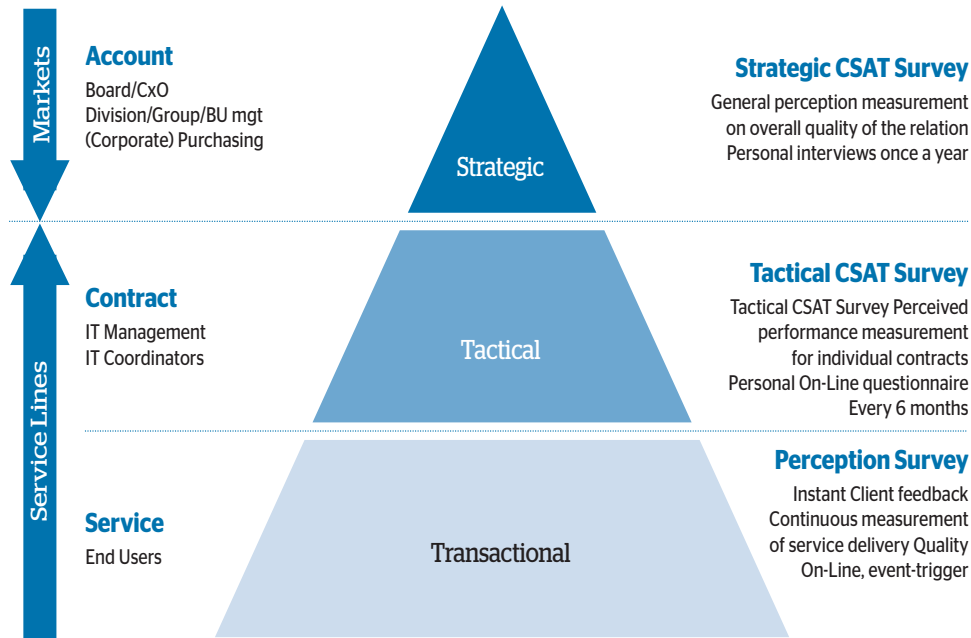 Markets
Account
Board/CxO
Division/Group/BU mgt
(Corporate) Purchasing
Strategic
Strategic CSAT Survey
General perception measurement
on overall quality of the relation
Personal interviews once a year
Service Lines
Contract
IT Management
IT Coordinators
Tactical
Tactical CSAT Survey
Tactical CSAT Survey Perceived
performance measurement
for individual contracts
Personal On-Line questionnaire
Every 6 months
Service
End Users
Transactional
Perception Survey
Instant Client feedback
Continuous measurement
of service delivery Quality
On-Line, event-trigger